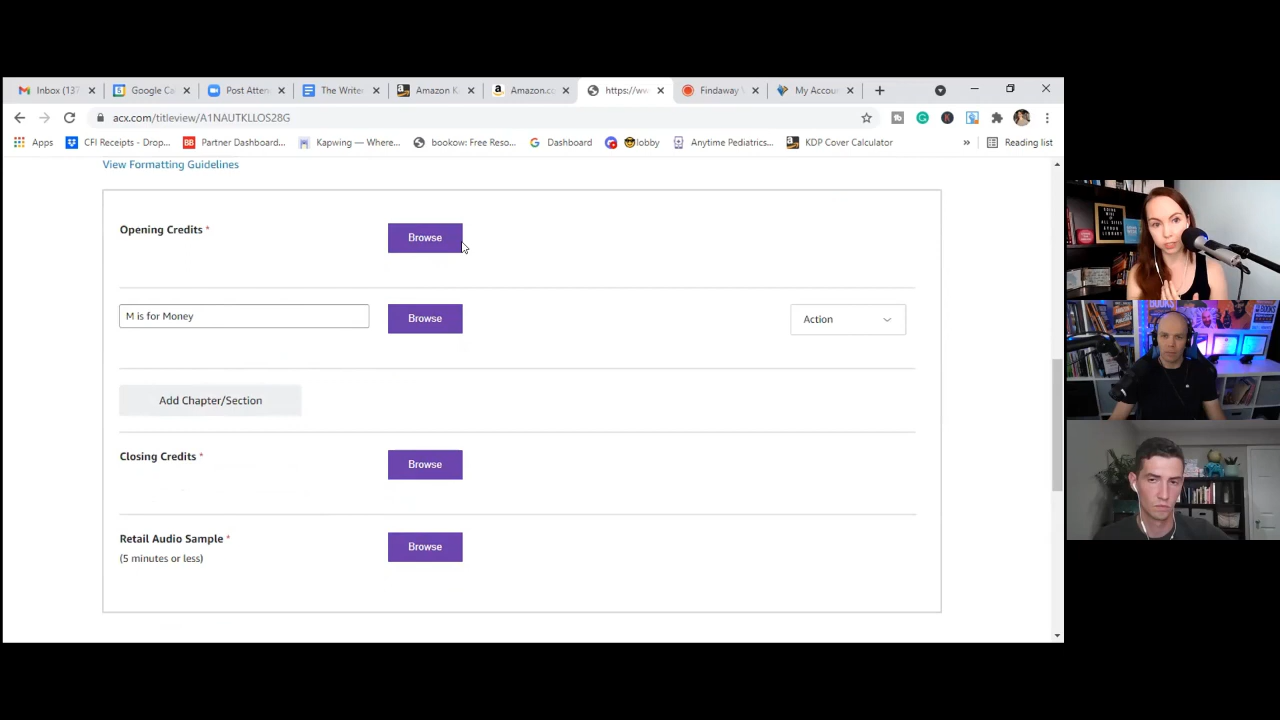 Inbox (137
Google Ca
Post Atten
The Writer
Amazon K
Amazon.co
https://ww
Findaway V
My Accou
acx.com/titleview/A1NAUTKLLOS28G
Apps
CFI Receipts - Drop...
Partner Dashboard...
Kapwing — Where...
bookow: Free Reso...
Dashboard
lobby
Anytime Pediatrics...
KDP Cover Calculator
»
Reading list
View Formatting Guidelines
Opening Credits *
Browse
M is for Money
Browse
Action
Add Chapter/Section
Closing Credits *
Browse
Retail Audio Sample *
(5 minutes or less)
Browse